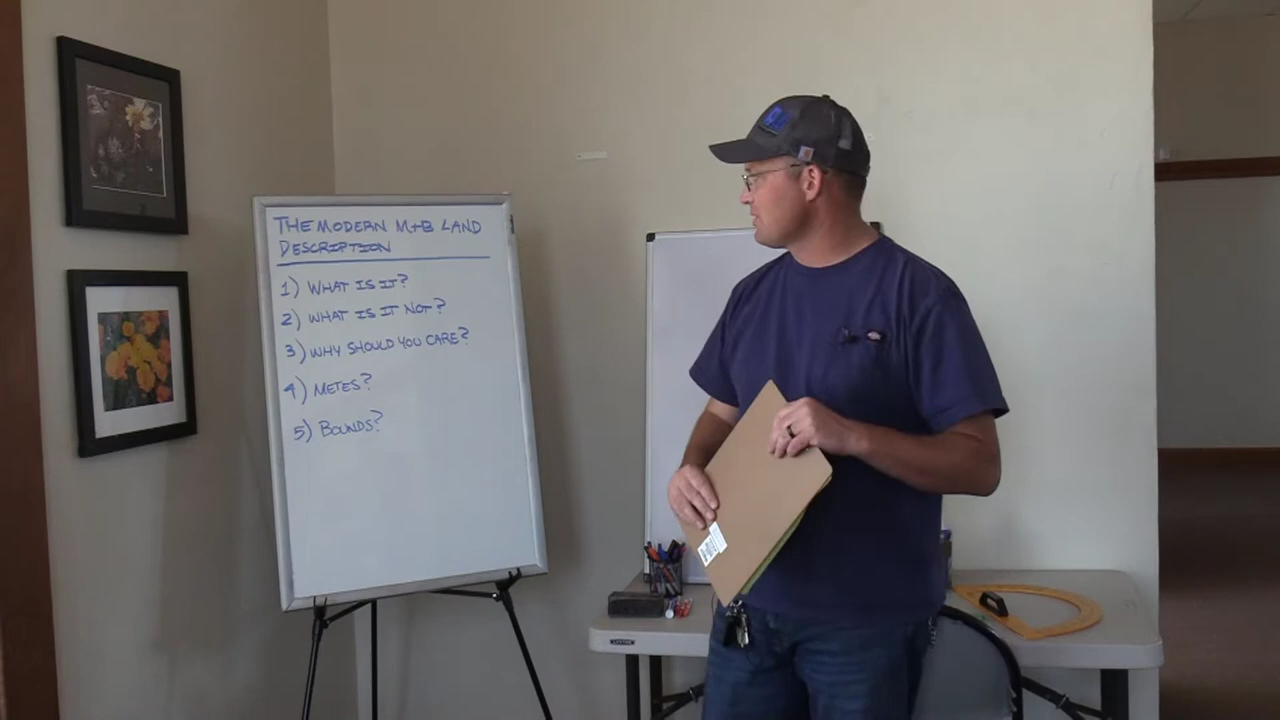 THE MODERN M+B LAND
DESCRIPTION
1) WHAT IS IT?
2) WHAT IS IT NOT?
3) WHY SHOULD YOU CARE?
4) METES?
5) BOUNDS?